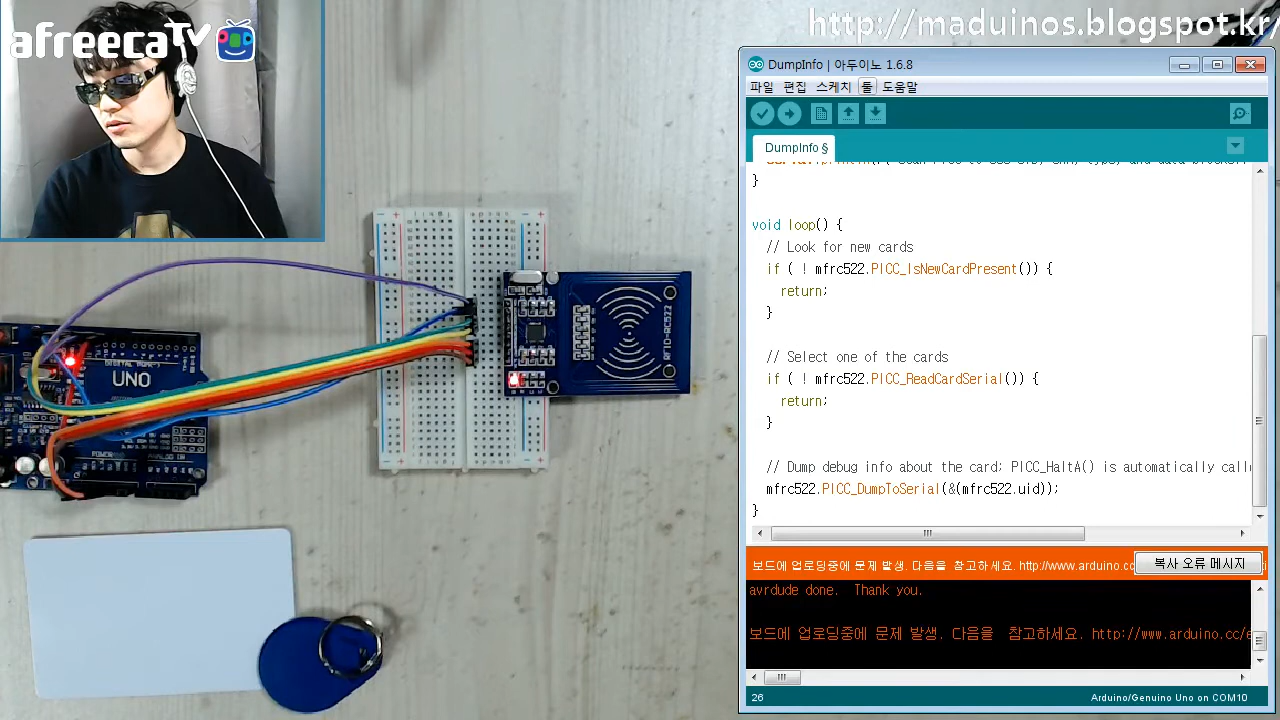 http://maduinos.blogspot.kr/
afreecaTV
DumpInfo | 아두이노 1.6.8
파일 편집 스케치 툴 도움말
DumpInfo §
}
void loop() {
// Look for new cards
if ( ! mfrc522.PICC_IsNewCardPresent()) {
return;
}
// Select one of the cards
if ( ! mfrc522.PICC_ReadCardSerial()) {
return;
}
// Dump debug info about the card; PICC_HaltA() is automatically
mfrc522.PICC_DumpToSerial(&(mfrc522.uid));
}
보드에 업로딩중에 문제 발생. 다음을 참고하세요. http://www.arduino.cc
복사 오류 메시지
avrdude done. Thank you.
보드에 업로딩중에 문제 발생. 다음을 참고하세요. http://www.arduino.cc/
26
Arduino/Genuino Uno on COM10
UNO
RFID-RC522